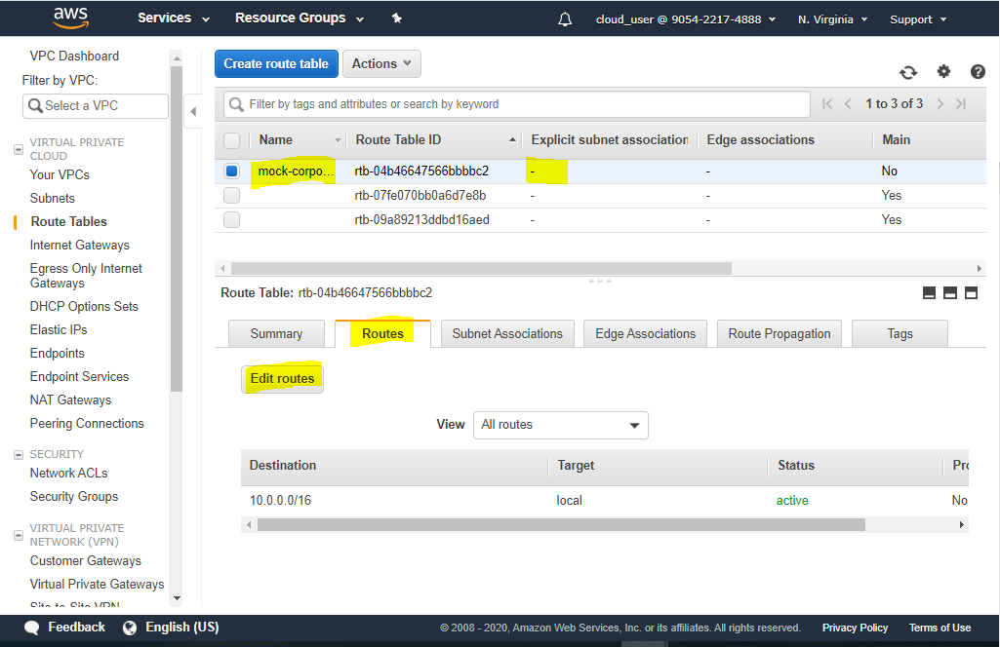 aws Services Resource Groups cloud_user @ 9054-2217-4888 N. Virginia Support
VPC Dashboard
Filter by VPC:
Select a VPC
VIRTUAL PRIVATE
CLOUD
Your VPCs
Subnets
Route Tables
Internet Gateways
Egress Only Internet
Gateways
DHCP Options Sets
Elastic IPs
Endpoints
Endpoint Services
NAT Gateways
Peering Connections
SECURITY
Network ACLs
Security Groups
VIRTUAL PRIVATE
NETWORK (VPN)
Customer Gateways
Virtual Private Gateways
Site-to-Site VPN
Create route table Actions
Filter by tags and attributes or search by keyword 1 to 3 of 3
Name Route Table ID Explicit subnet association Edge associations Main
mock-corpo... rtb-04b46647566bbbbc2 - - No
rtb-07fe070bb0a6d7e8b - - Yes
rtb-09a89213ddbd16aed - - Yes
Route Table: rtb-04b46647566bbbbc2
Summary Routes Subnet Associations Edge Associations Route Propagation Tags
Edit routes
View All routes
Destination Target Status Pro
10.0.0.0/16 local active No
Feedback English (US) © 2008 - 2020, Amazon Web Services, Inc. or its affiliates. All rights reserved. Privacy Policy Terms of Use